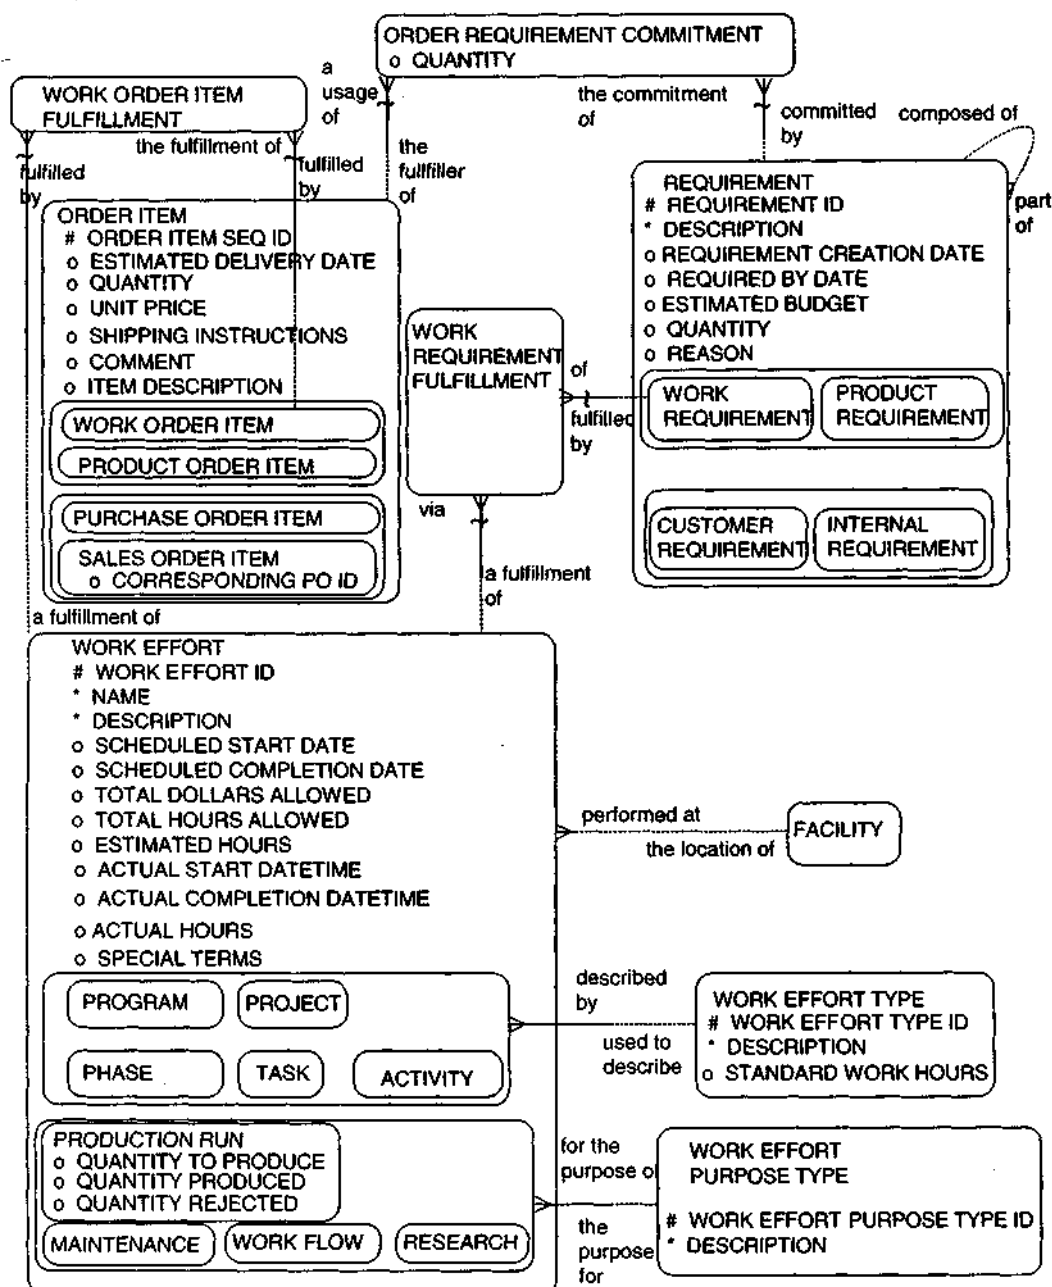 ORDER REQUIREMENT COMMITMENT
o QUANTITY
a
usage
of
the commitment
of
committed
by
composed of
part
of
WORK ORDER ITEM
FULFILLMENT
the fulfillment of
fulfilled
by
fulfilled
by
the
fullfiller
of
ORDER ITEM
# ORDER ITEM SEQ ID
o ESTIMATED DELIVERY DATE
o QUANTITY
o UNIT PRICE
o SHIPPING INSTRUCTIONS
o COMMENT
o ITEM DESCRIPTION
WORK ORDER ITEM
PRODUCT ORDER ITEM
PURCHASE ORDER ITEM
SALES ORDER ITEM
o CORRESPONDING PO ID
a fulfillment of
WORK
REQUIREMENT
FULFILLMENT
of
fulfilled
by
via
a fulfillment
of
REQUIREMENT
# REQUIREMENT ID
* DESCRIPTION
o REQUIREMENT CREATION DATE
o REQUIRED BY DATE
o ESTIMATED BUDGET
o QUANTITY
o REASON
WORK
REQUIREMENT
PRODUCT
REQUIREMENT
CUSTOMER
REQUIREMENT
INTERNAL
REQUIREMENT
WORK EFFORT
# WORK EFFORT ID
* NAME
* DESCRIPTION
o SCHEDULED START DATE
o SCHEDULED COMPLETION DATE
o TOTAL DOLLARS ALLOWED
o TOTAL HOURS ALLOWED
o ESTIMATED HOURS
o ACTUAL START DATETIME
o ACTUAL COMPLETION DATETIME
o ACTUAL HOURS
o SPECIAL TERMS
PROGRAM
PROJECT
PHASE
TASK
ACTIVITY
PRODUCTION RUN
o QUANTITY TO PRODUCE
o QUANTITY PRODUCED
o QUANTITY REJECTED
MAINTENANCE
WORK FLOW
RESEARCH
performed at
the location of
FACILITY
described
by
used to
describe
WORK EFFORT TYPE
# WORK EFFORT TYPE ID
* DESCRIPTION
o STANDARD WORK HOURS
for the
purpose of
the
purpose
for
WORK EFFORT
PURPOSE TYPE
# WORK EFFORT PURPOSE TYPE ID
* DESCRIPTION